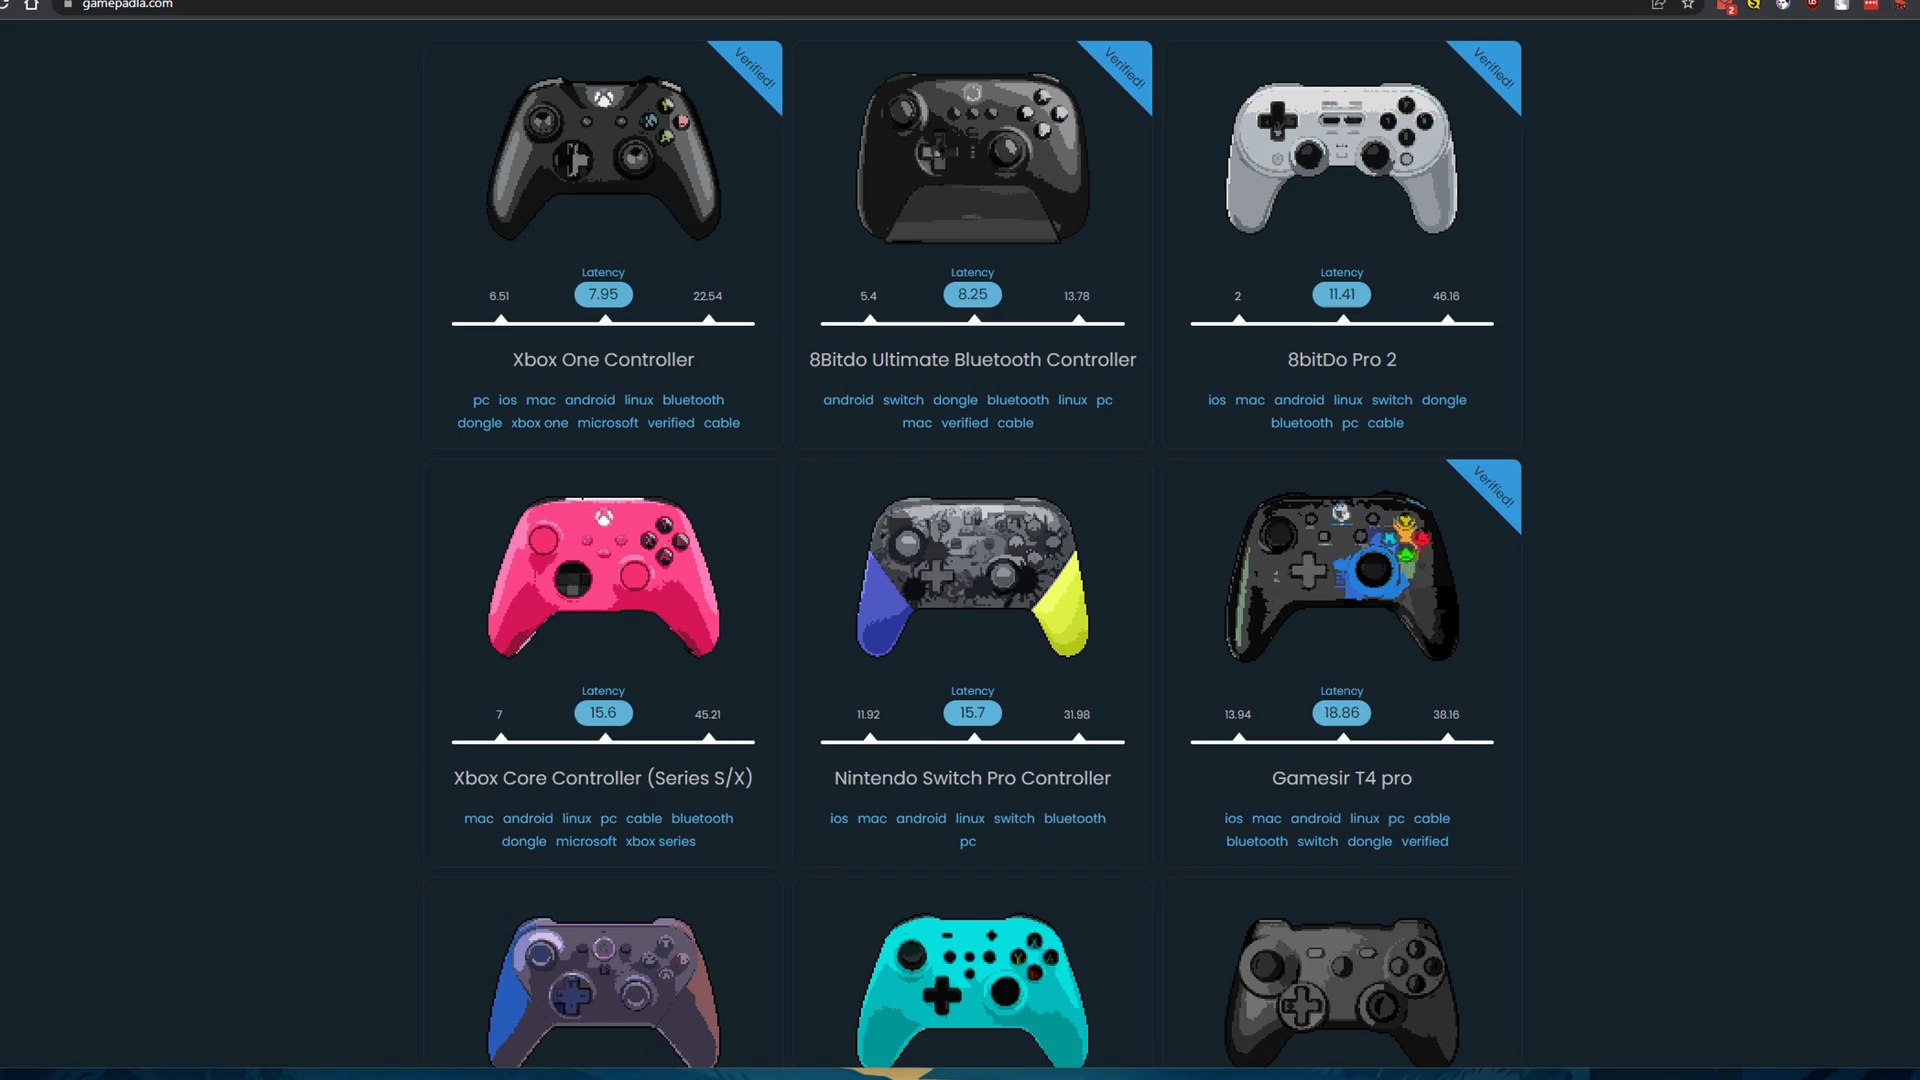 gamepadla.com
2
Verified!
Verified!
Verified!
Latency
6.51 7.95 22.54
Xbox One Controller
pc ios mac android linux bluetooth
dongle xbox one microsoft verified cable
Latency
5.4 8.25 13.78
8Bitdo Ultimate Bluetooth Controller
android switch dongle bluetooth linux pc
mac verified cable
Latency
2 11.41 46.16
8bitDo Pro 2
ios mac android linux switch dongle
bluetooth pc cable
Verified!
Latency
7 15.6 45.21
Xbox Core Controller (Series S/X)
mac android linux pc cable bluetooth
dongle microsoft xbox series
Latency
11.92 15.7 31.98
Nintendo Switch Pro Controller
ios mac android linux switch bluetooth
pc
Latency
13.94 18.86 38.16
Gamesir T4 pro
ios mac android linux pc cable
bluetooth switch dongle verified